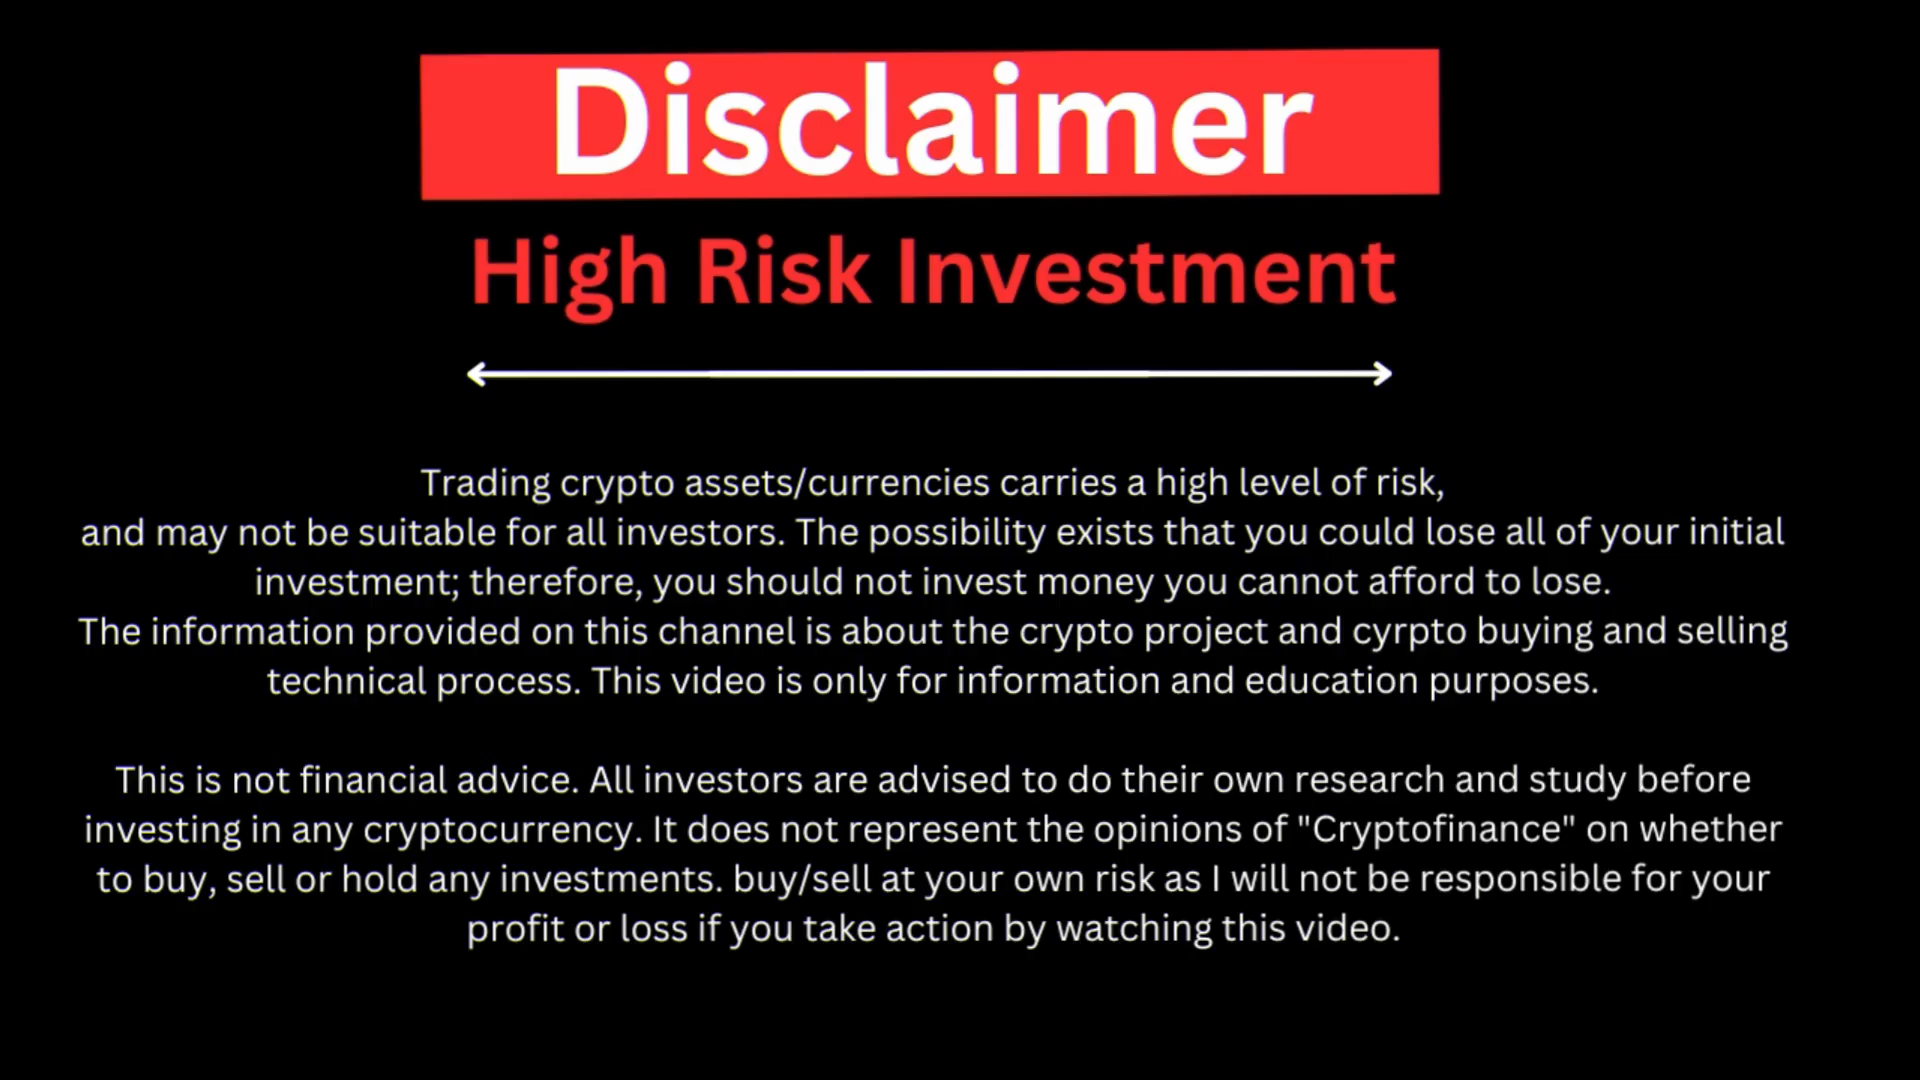 Disclaimer
High Risk Investment
Trading crypto assets/currencies carries a high level of risk,
and may not be suitable for all investors. The possibility exists that you could lose all of your initial
investment; therefore, you should not invest money you cannot afford to lose.
The information provided on this channel is about the crypto project and cyrpto buying and selling
technical process. This video is only for information and education purposes.
This is not financial advice. All investors are advised to do their own research and study before
investing in any cryptocurrency. It does not represent the opinions of "Cryptofinance" on whether
to buy, sell or hold any investments. buy/sell at your own risk as I will not be responsible for your
profit or loss if you take action by watching this video.